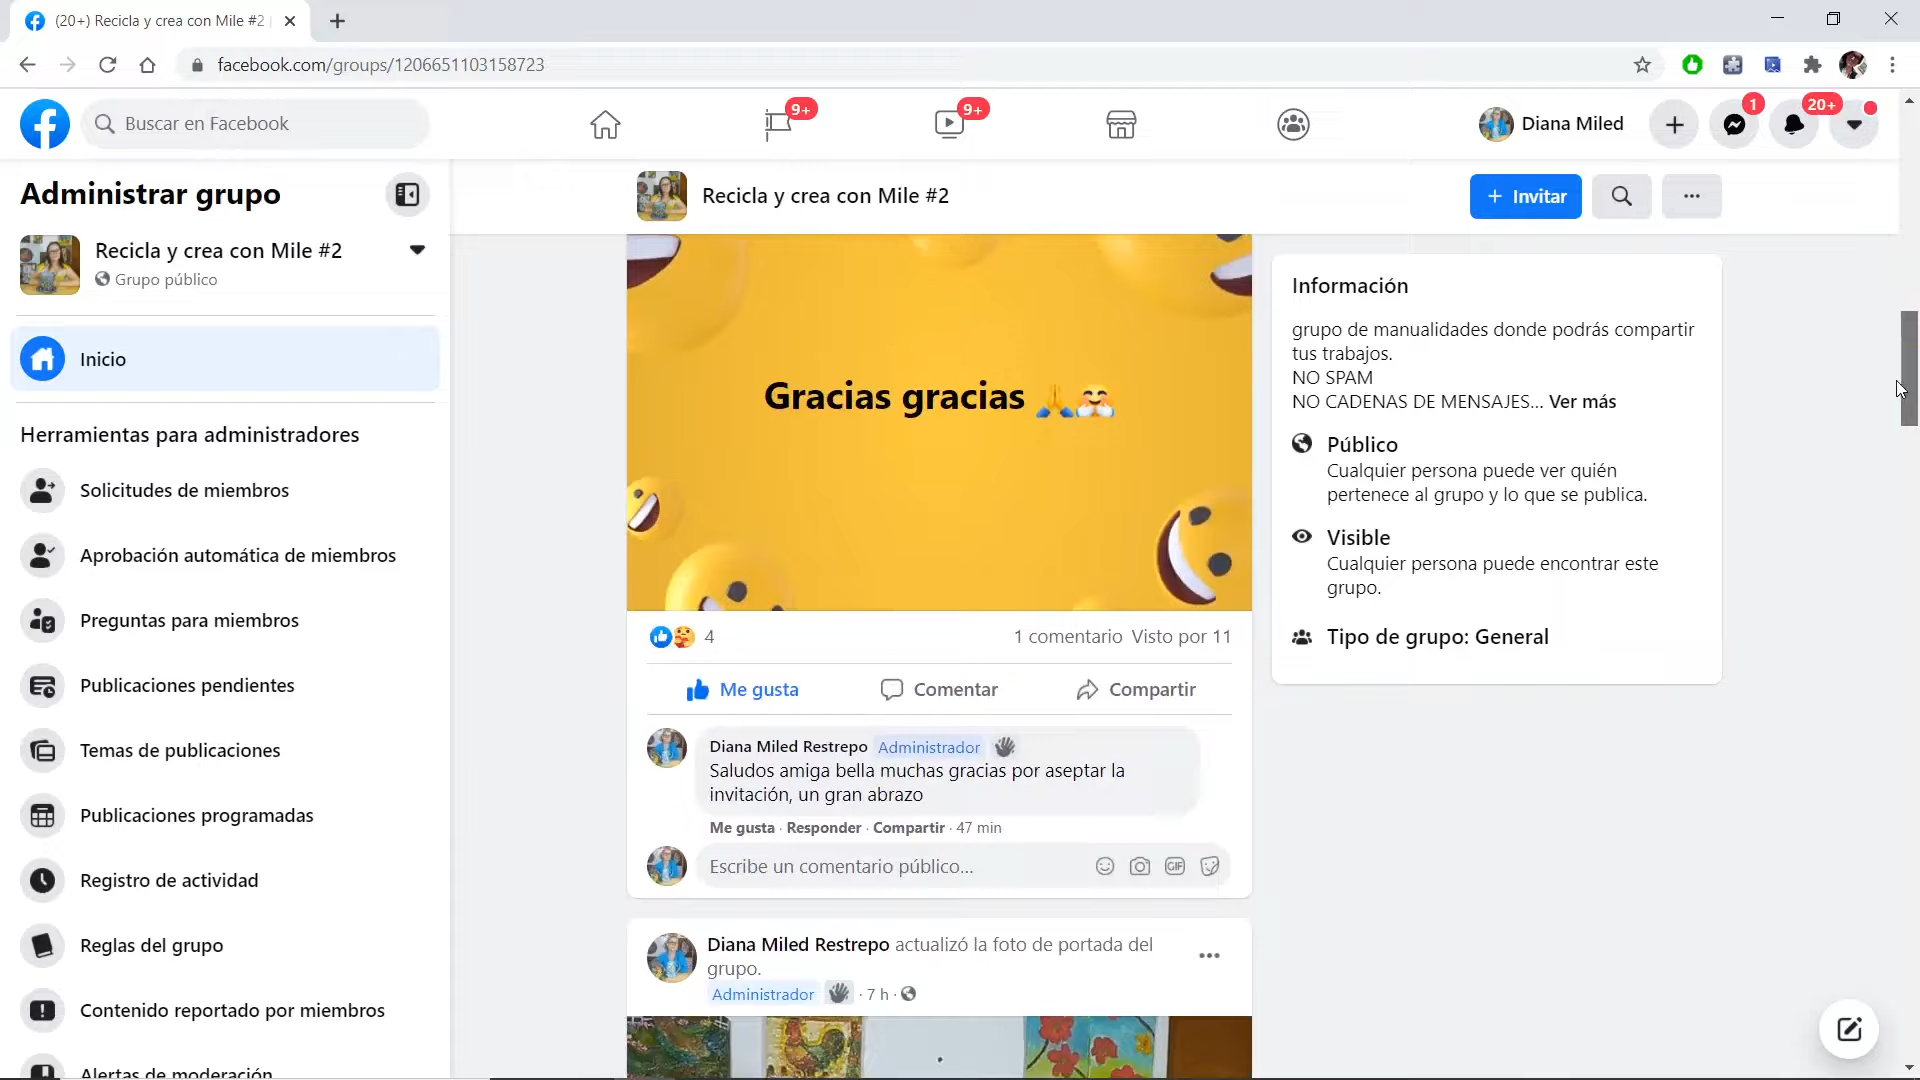 (20+) Recicla y crea con Mile #2
facebook.com/groups/1206651103158723
Buscar en Facebook
9+
9+
Diana Miled
1
20+
Administrar grupo
Recicla y crea con Mile #2
Grupo público
Inicio
Herramientas para administradores
Solicitudes de miembros
Aprobación automática de miembros
Preguntas para miembros
Publicaciones pendientes
Temas de publicaciones
Publicaciones programadas
Registro de actividad
Reglas del grupo
Contenido reportado por miembros
Alertas de moderación
Recicla y crea con Mile #2
+ Invitar
Gracias gracias 🙏🤗
4
1 comentario Visto por 11
Me gusta
Comentar
Compartir
Diana Miled Restrepo Administrador
Saludos amiga bella muchas gracias por aseptar la
invitación, un gran abrazo
Me gusta · Responder · Compartir · 47 min
Escribe un comentario público...
GIF
Diana Miled Restrepo actualizó la foto de portada del
grupo.
Administrador · 7 h ·
Información
grupo de manualidades donde podrás compartir
tus trabajos.
NO SPAM
NO CADENAS DE MENSAJES... Ver más
Público
Cualquier persona puede ver quién
pertenece al grupo y lo que se publica.
Visible
Cualquier persona puede encontrar este
grupo.
Tipo de grupo: General